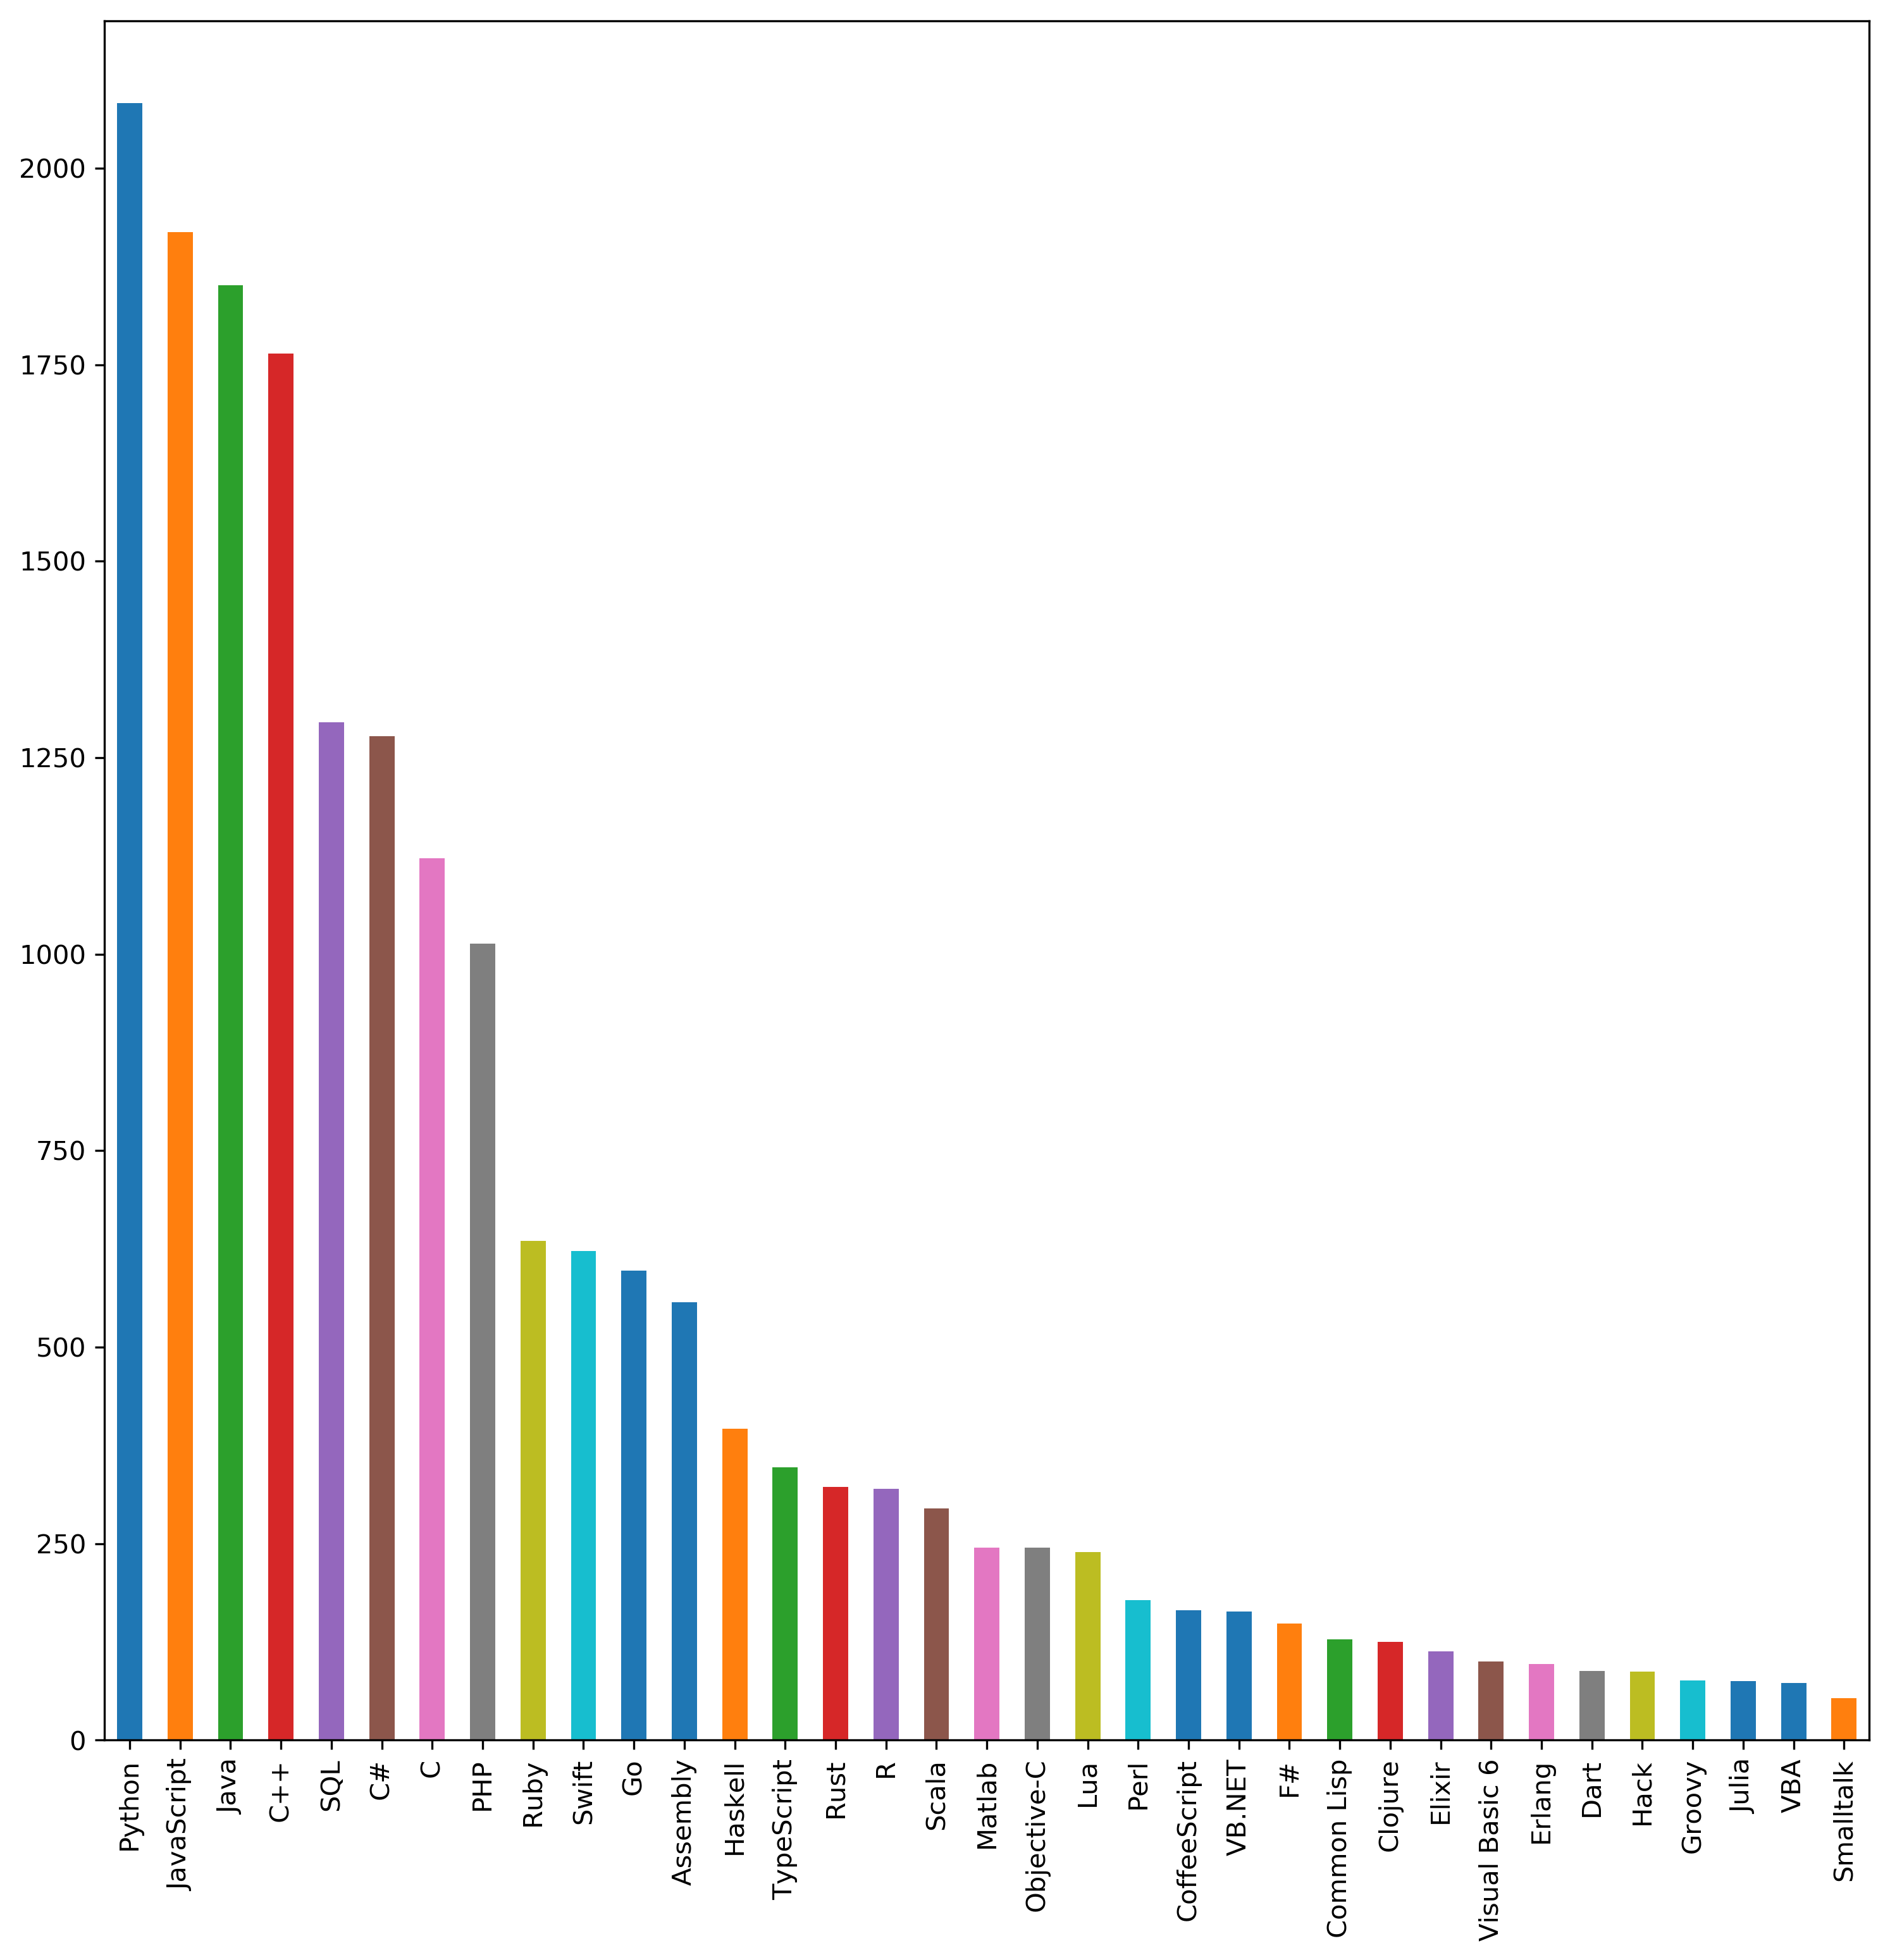 2000
1750
1500
1250
1000
750
500
250
0
Python
JavaScript
Java
C++
SQL
C#
C
PHP
Ruby
Swift
Go
Assembly
Haskell
TypeScript
Rust
R
Scala
Matlab
Objective-C
Lua
Perl
CoffeeScript
VB.NET
F#
Common Lisp
Clojure
Elixir
Visual Basic 6
Erlang
Dart
Hack
Groovy
Julia
VBA
Smalltalk